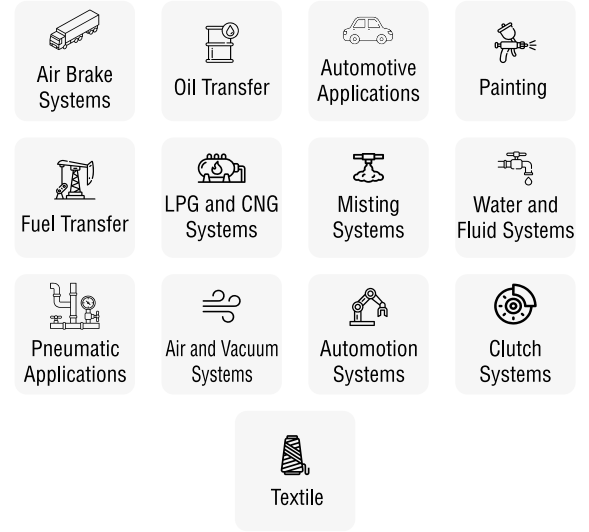 Air Brake
Systems
Oil Transfer
Automotive
Applications
Painting
Fuel Transfer
LPG and CNG
Systems
Misting
Systems
Water and
Fluid Systems
Pneumatic
Applications
Air and Vacuum
Systems
Automotion
Systems
Clutch
Systems
Textile